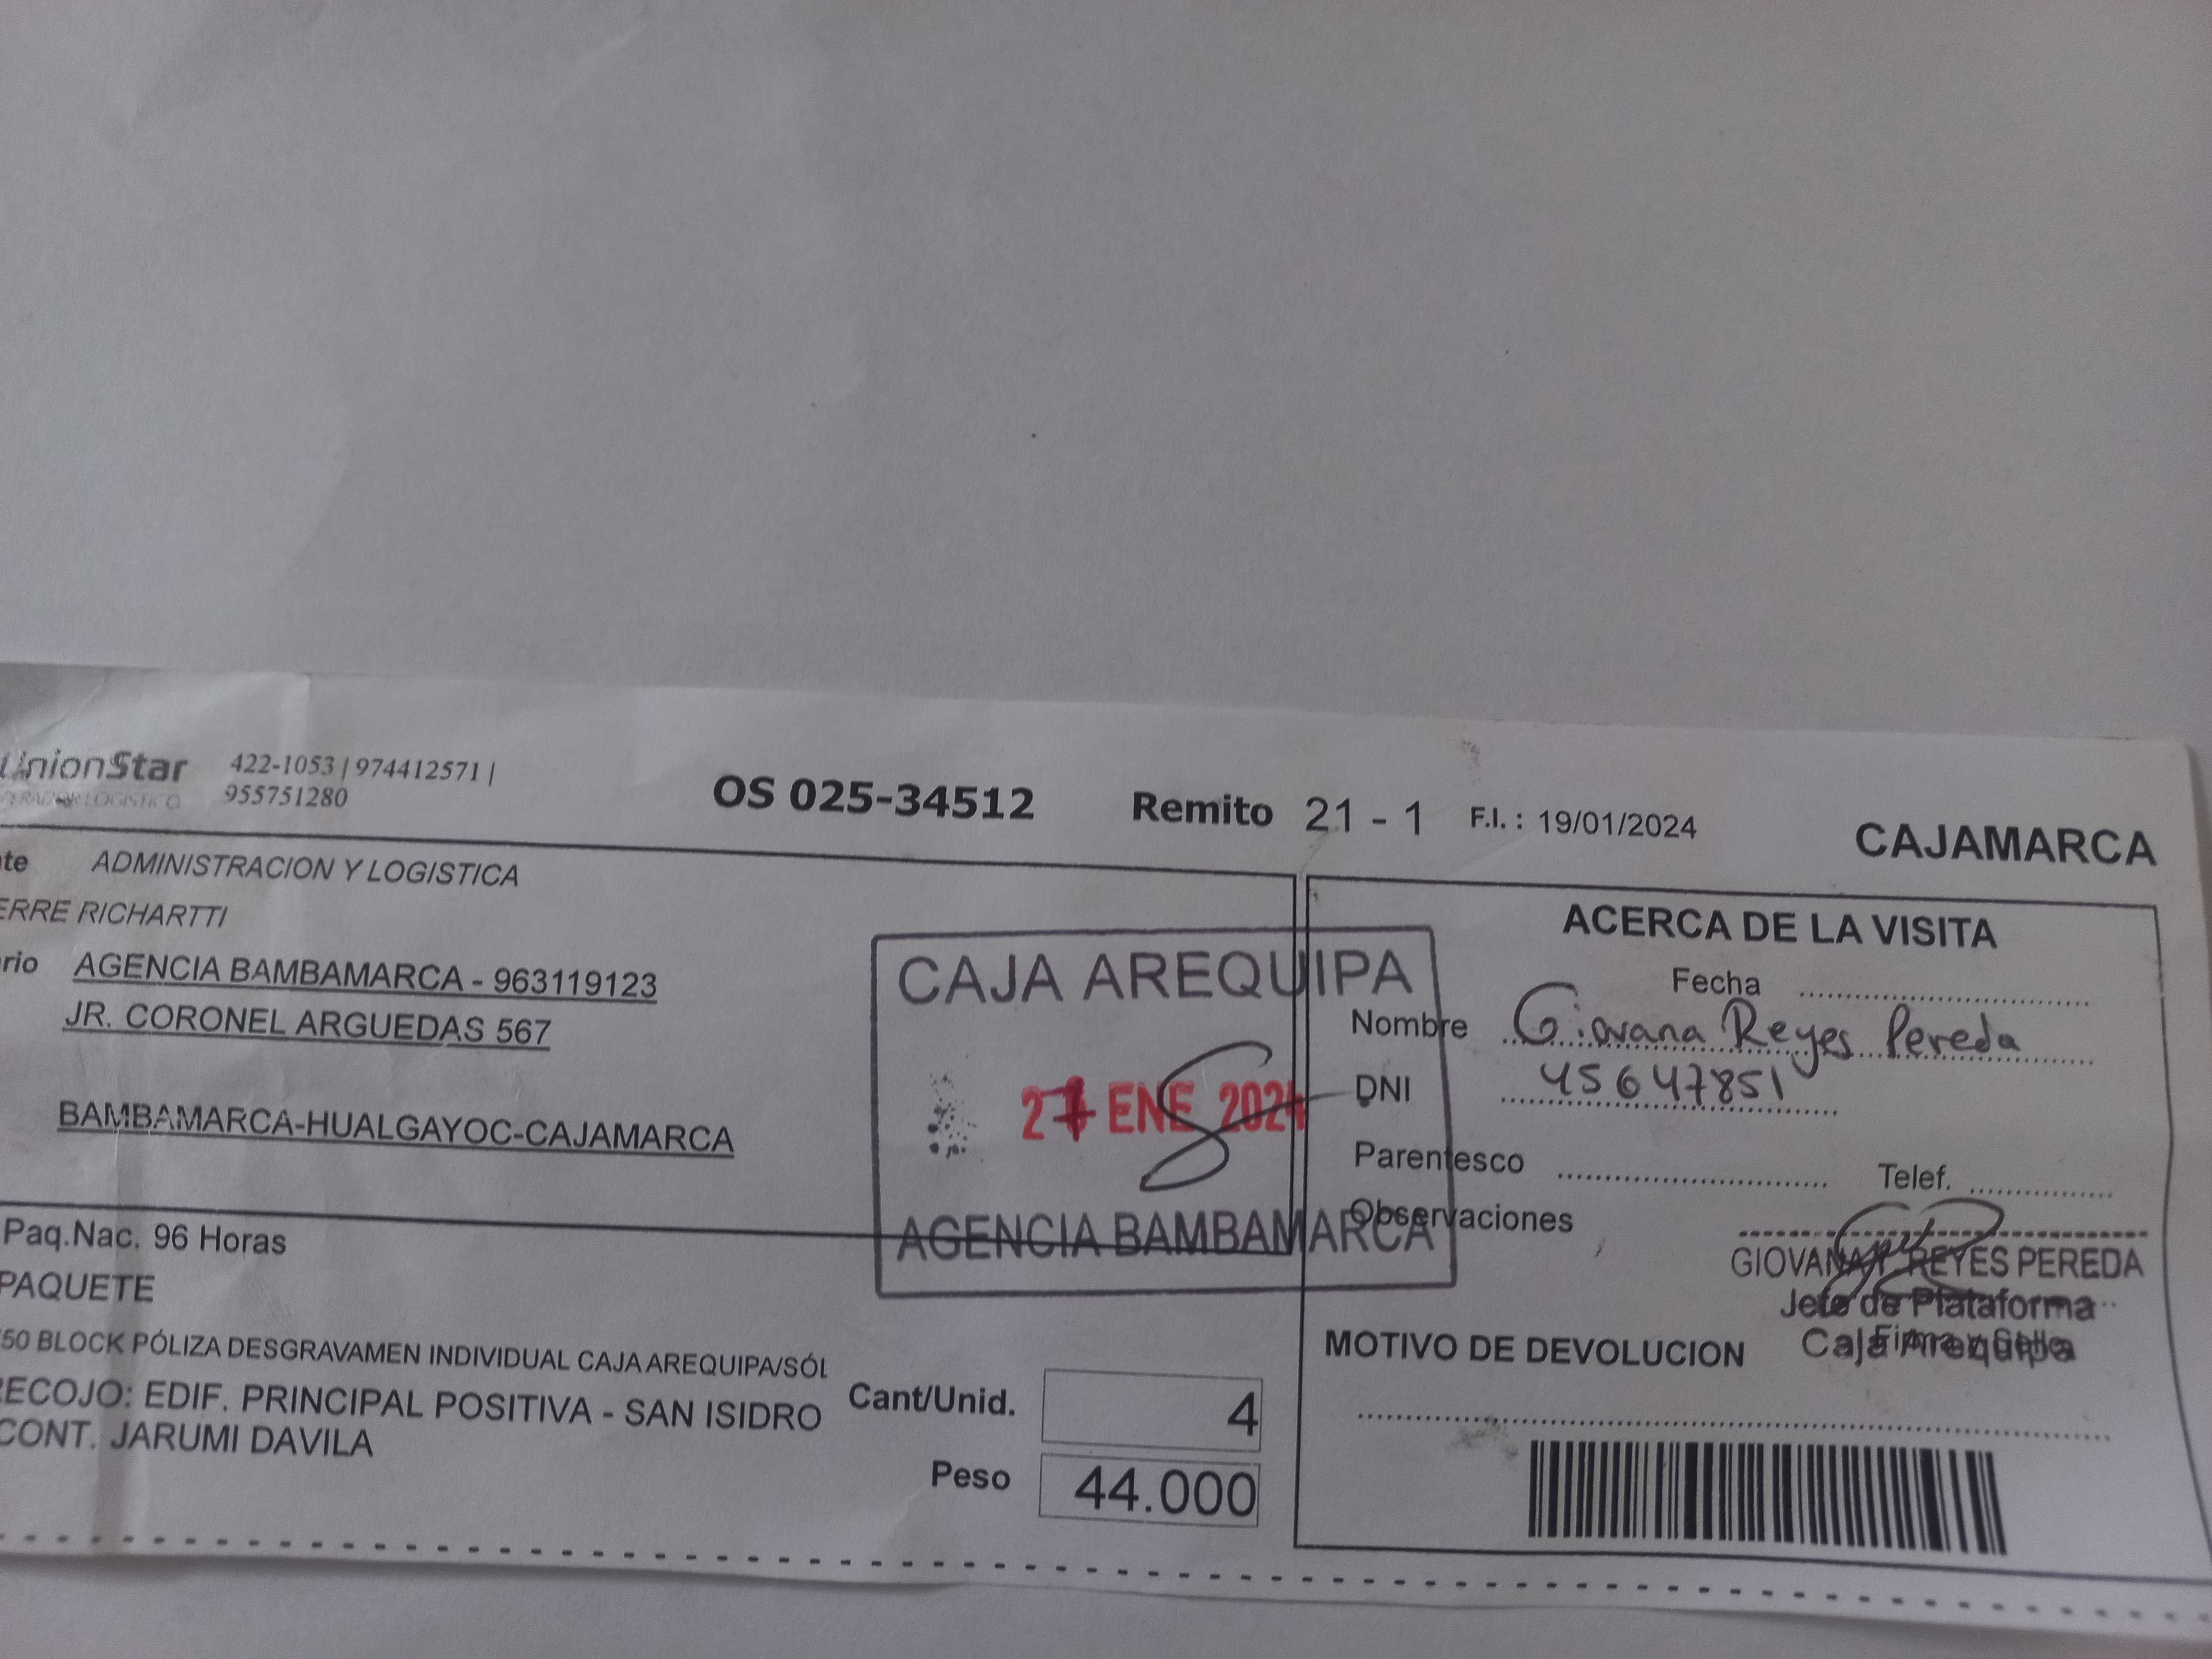 UnionStar
422-1053 | 974412571 |
955751280
OS 025-34512
Remito 21 - 1
F.I. : 19/01/2024
CAJAMARCA
te ADMINISTRACION Y LOGISTICA
ERRE RICHARTTI
rio AGENCIA BAMBAMARCA - 963119123
JR. CORONEL ARGUEDAS 567
BAMBAMARCA-HUALGAYOC-CAJAMARCA
CAJA AREQUIPA
ENE 2024
AGENCIA BAMBAMARCA
Paq.Nac. 96 Horas
PAQUETE
50 BLOCK PÓLIZA DESGRAVAMEN INDIVIDUAL CAJA AREQUIPA/SÓL
RECOJO: EDIF. PRINCIPAL POSITIVA - SAN ISIDRO
CONT. JARUMI DAVILA
Cant/Unid. 4
Peso 44.000
ACERCA DE LA VISITA
Fecha
Nombre Giovana Reyes Pereda
DNI 45647851
Parentesco Telef.
Observaciones
GIOVANA REYES PEREDA
Jefe de Plataforma
Caja Arequipa
Firma y Sello
MOTIVO DE DEVOLUCION